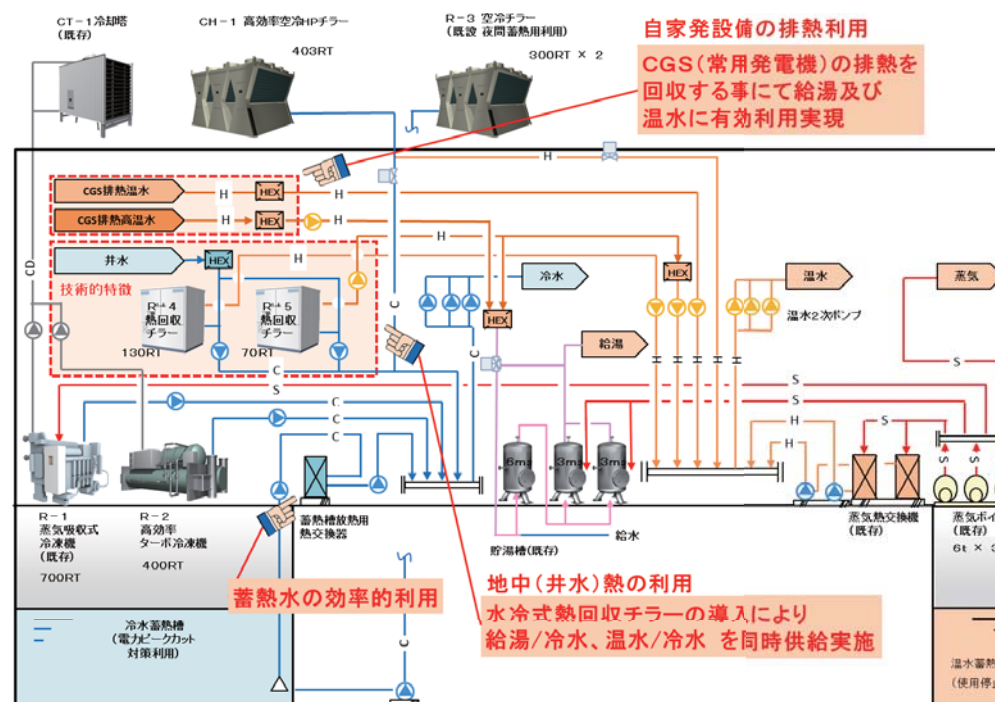 CT-1 冷却塔
(既存)
CH-1 高効率空冷HPチラー
403RT
R-3 空冷チラー
(既設 夜間蓄熱用利用)
300RT × 2
自家発設備の排熱利用
CGS(常用発電機)の排熱を
回収する事にて給湯及び
温水に有効利用実現
H
CGS排熱温水
H
HEX
H
CGS排熱高温水
H
HEX
H
H
井水
HEX
H
HEX
CD
技術的特徴
R-4
熱回収
チラー
130RT
R-5
熱回収
チラー
70RT
C
冷水
HEX
温水
温水2次ポンプ
蒸気
給湯
C
C
S
H
H
H
H
S
S
S
C
C
C
H
H
S
S
S
6m3
3m3
3m3
R-1
蒸気吸収式
冷凍機
(既存)
700RT
R-2
高効率
ターボ冷凍機
400RT
蓄熱槽放熱用
熱交換器
貯湯槽(既存)
給水
蒸気熱交換機
(既存)
蒸気ボイ
(既存)
6t ×
蓄熱水の効率的利用
地中(井水)熱の利用
水冷式熱回収チラーの導入により
給湯/冷水、温水/冷水 を同時供給実施
冷水蓄熱槽
(電力ピークカット
対策利用)
C
温水蓄熱
(使用停止